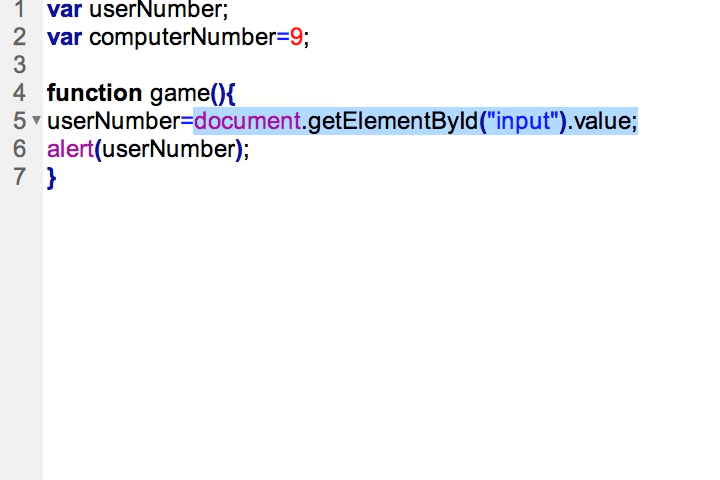 1 var userNumber;
2 var computerNumber=9;
3
4 function game(){
5 userNumber=document.getElementById("input").value;
6 alert(userNumber);
7 }